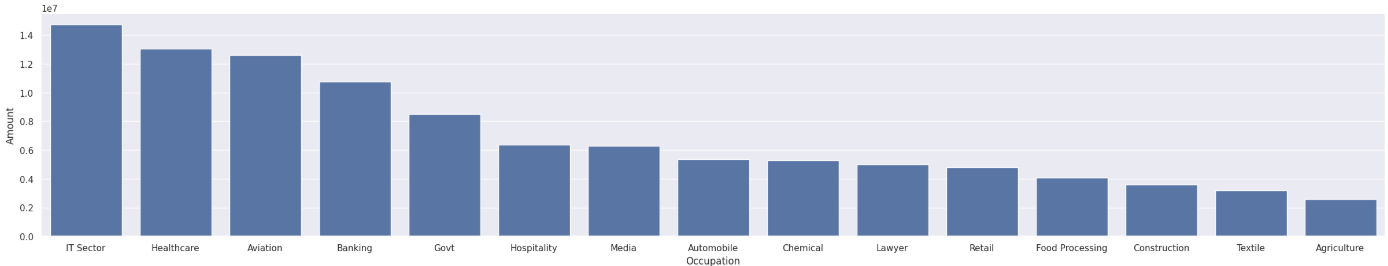 1e7
1.4
1.2
1.0
0.8
0.6
0.4
0.2
0.0
Amount
IT Sector Healthcare Aviation Banking Govt Hospitality Media Automobile Chemical Lawyer Retail Food Processing Construction Textile Agriculture
Occupation